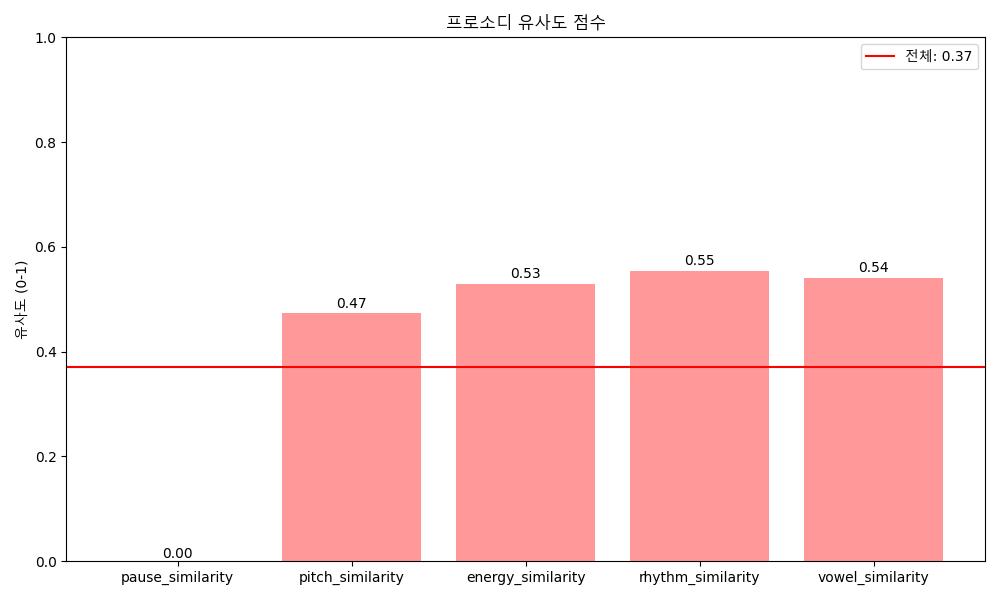 프로소디 유사도 점수
전체: 0.37
유사도 (0-1)
1.0
0.8
0.6
0.4
0.2
0.0
0.00
0.47
0.53
0.55
0.54
pause_similarity
pitch_similarity
energy_similarity
rhythm_similarity
vowel_similarity